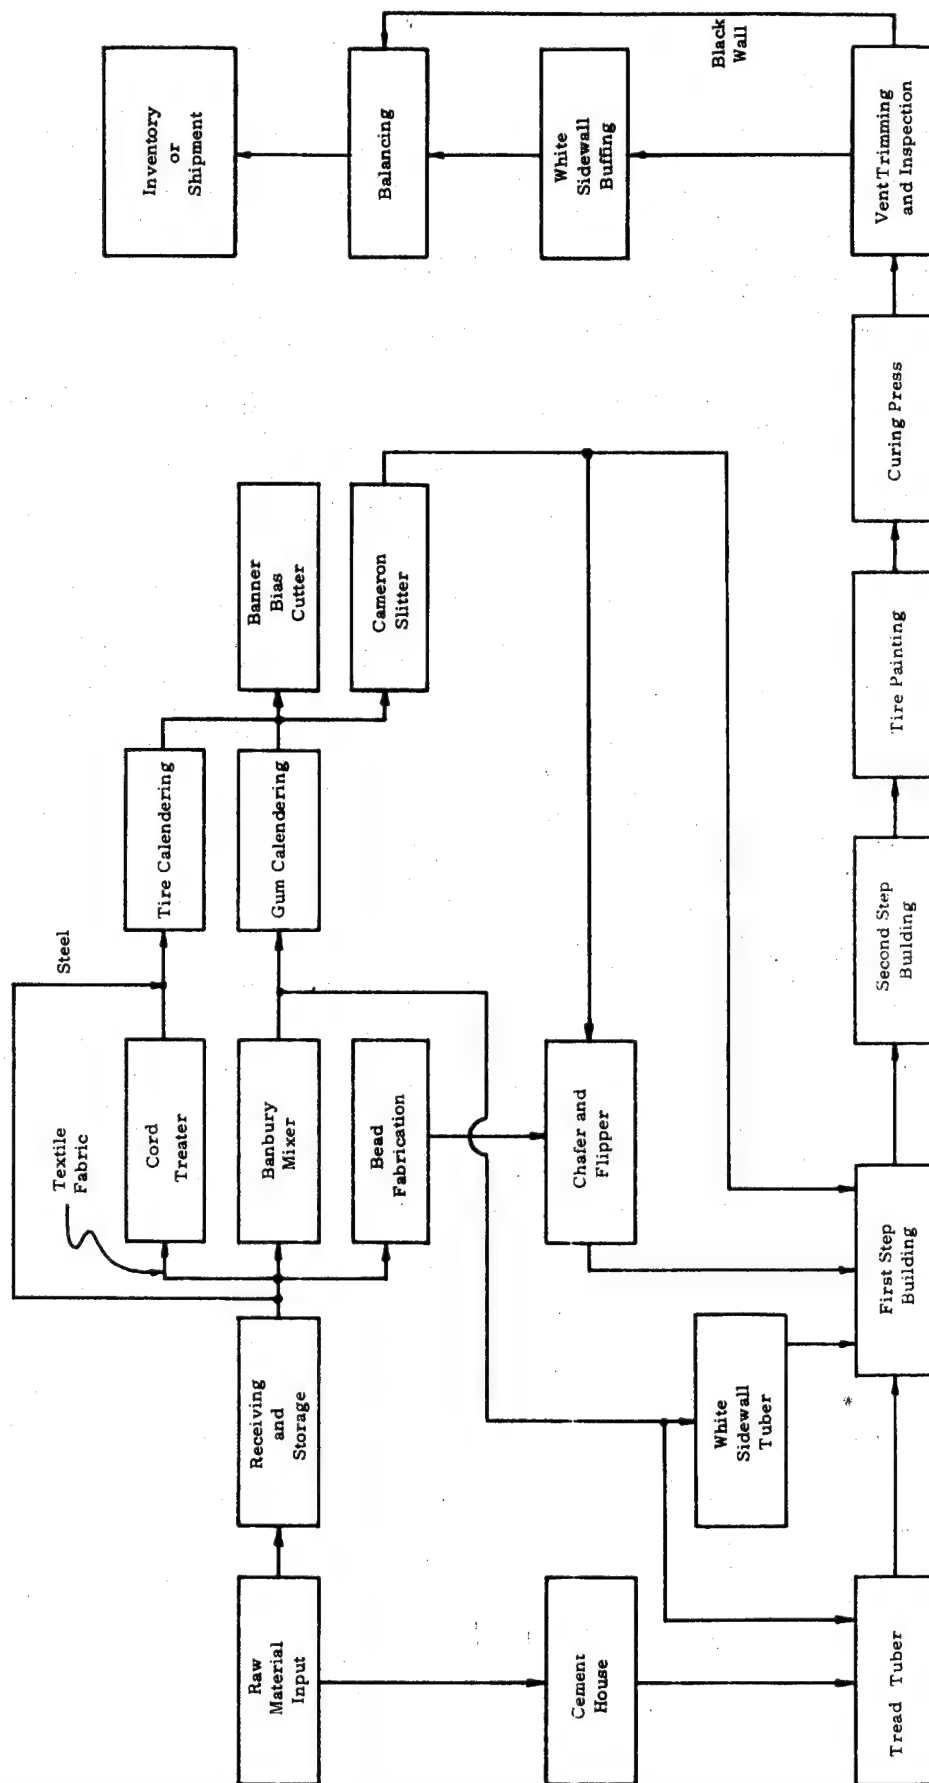 Raw
Material
Input
Receiving
and
Storage
Textile
Fabric
Steel
Cord
Treater
Banbury
Mixer
Bead
Fabrication
Tire Calendering
Gum Calendering
Banner
Bias
Cutter
Cameron
Slitter
Cement
House
Chafer and
Flipper
White
Sidewall
Tuber
Tread Tuber
First Step
Building
Second Step
Building
Tire Painting
Curing Press
Vent Trimming
and Inspection
Black
Wall
White
Sidewall
Buffing
Balancing
Inventory
or
Shipment